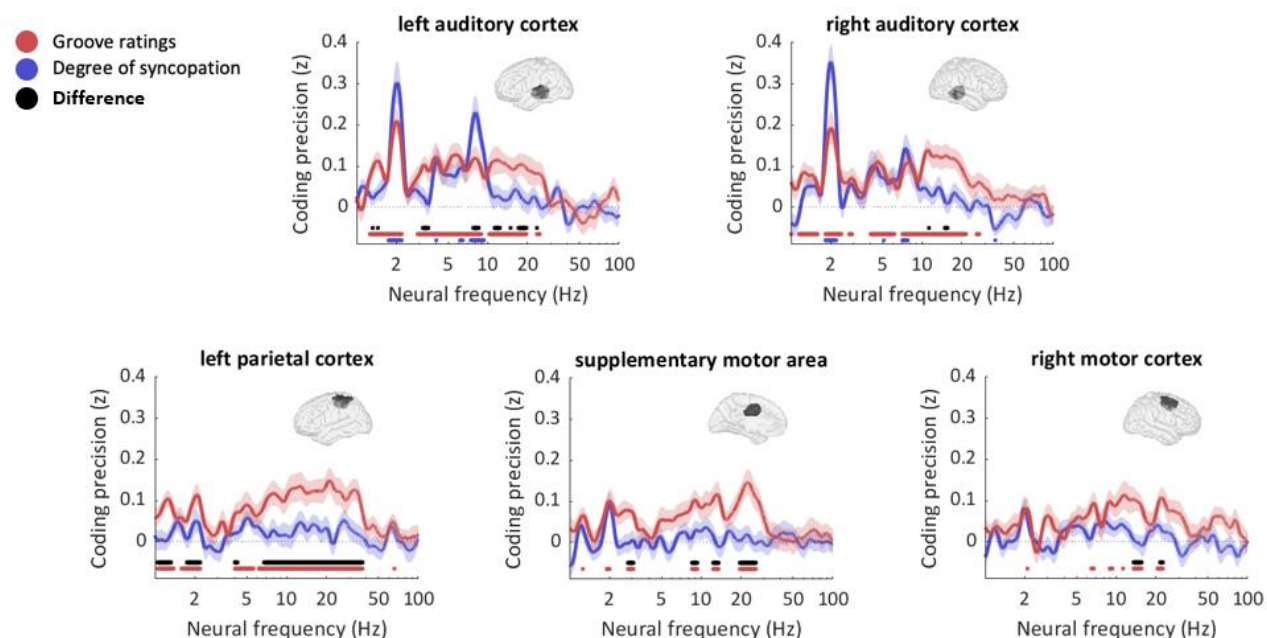 Groove ratings
Degree of syncopation
Difference
left auditory cortex
Coding precision (z)
0.4
0.3
0.2
0.1
0
2 5 10 20 50 100
Neural frequency (Hz)
right auditory cortex
Coding precision (z)
0.4
0.3
0.2
0.1
0
2 5 10 20 50 100
Neural frequency (Hz)
left parietal cortex
Coding precision (z)
0.4
0.3
0.2
0.1
0
2 5 10 20 50 100
Neural frequency (Hz)
supplementary motor area
Coding precision (z)
0.4
0.3
0.2
0.1
0
2 5 10 20 50 100
Neural frequency (Hz)
right motor cortex
Coding precision (z)
0.4
0.3
0.2
0.1
0
2 5 10 20 50 100
Neural frequency (Hz)